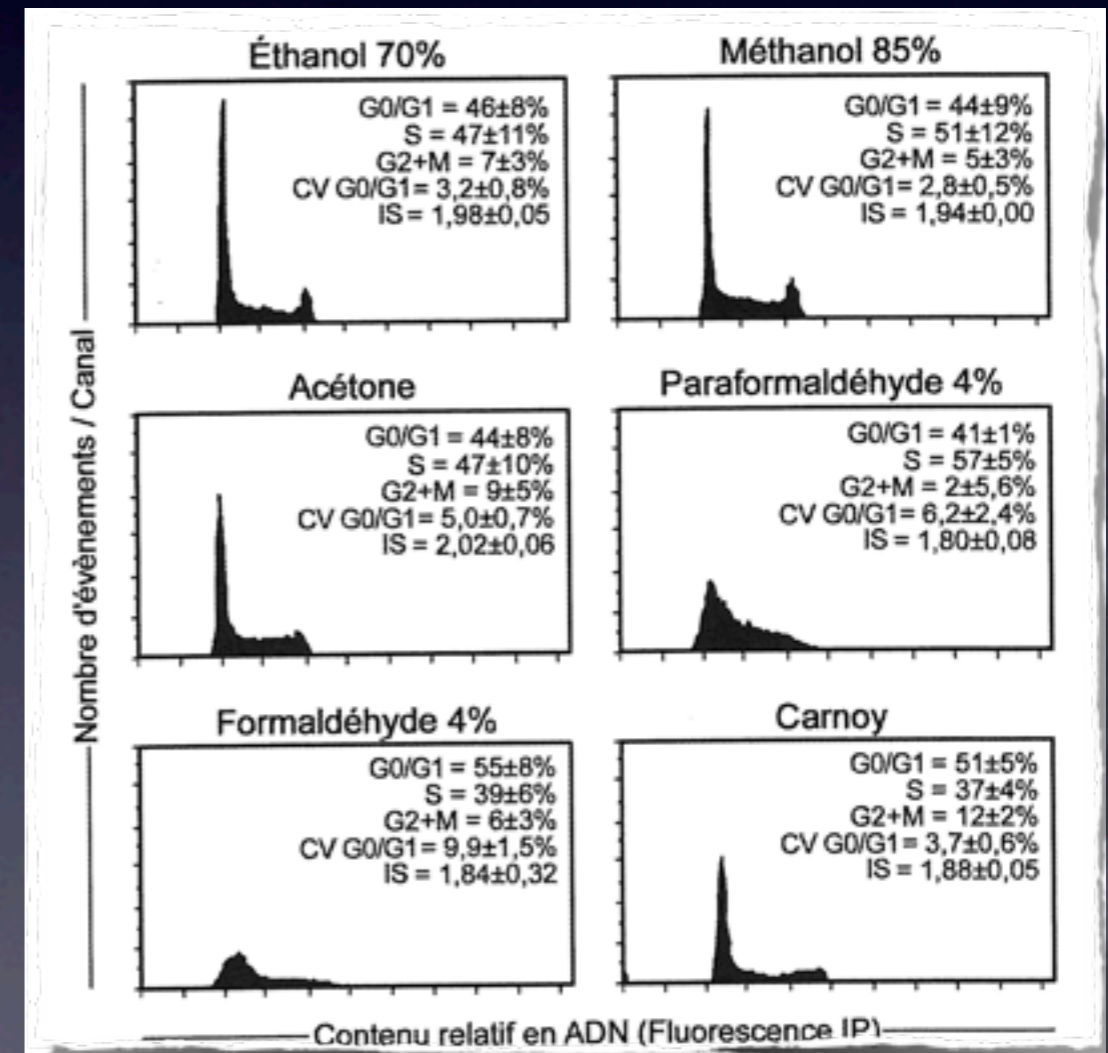 Éthanol 70%
G0/G1 = 46±8%
S = 47±11%
G2+M = 7±3%
CV G0/G1= 3,2±0,8%
IS = 1,98±0,05
Méthanol 85%
G0/G1 = 44±9%
S = 51±12%
G2+M = 5±3%
CV G0/G1= 2,8±0,5%
IS = 1,94±0,00
Acétone
G0/G1 = 44±8%
S = 47±10%
G2+M = 9±5%
CV G0/G1= 5,0±0,7%
IS = 2,02±0,06
Paraformaldéhyde 4%
G0/G1 = 41±1%
S = 57±5%
G2+M = 2±5,6%
CV G0/G1= 6,2±2,4%
IS = 1,80±0,08
Formaldéhyde 4%
G0/G1 = 55±8%
S = 39±6%
G2+M = 6±3%
CV G0/G1= 9,9±1,5%
IS = 1,84±0,32
Carnoy
G0/G1 = 51±5%
S = 37±4%
G2+M = 12±2%
CV G0/G1= 3,7±0,6%
IS = 1,88±0,05
Nombre d'évènements / Canal
Contenu relatif en ADN (Fluorescence IP)